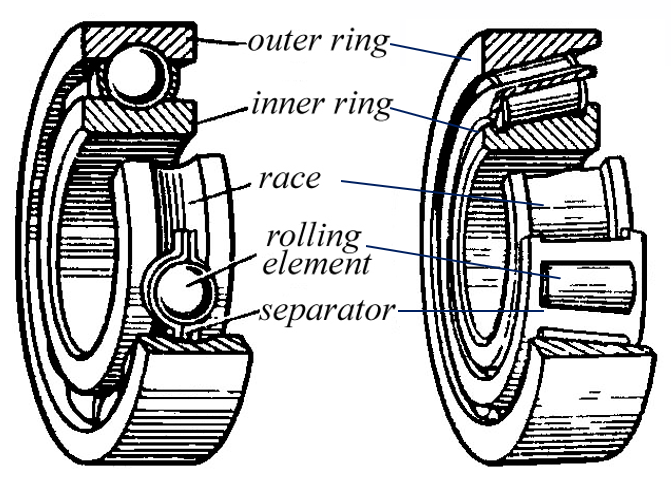 outer ring
inner ring
race
rolling
element
separator